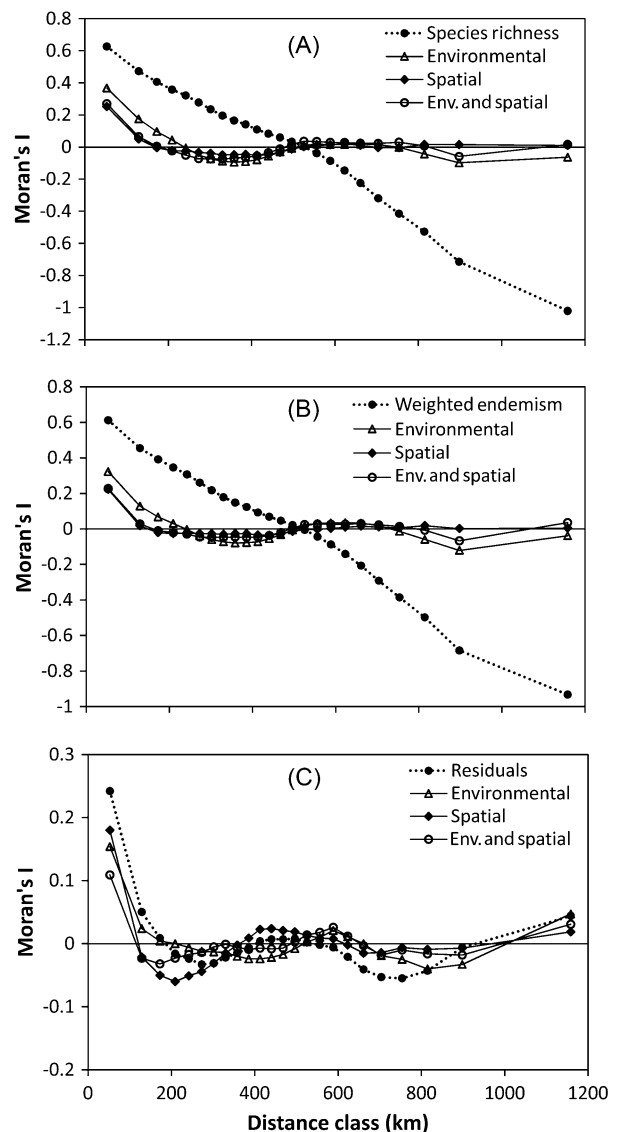 0.8
0.6
0.4
0.2
0
-0.2
-0.4
-0.6
-0.8
-1
-1.2
Moran's I
(A)
Species richness
Environmental
Spatial
Env. and spatial
0.8
0.6
0.4
0.2
0
-0.2
-0.4
-0.6
-0.8
-1
Moran's I
(B)
Weighted endemism
Environmental
Spatial
Env. and spatial
0.3
0.2
0.1
0
-0.1
-0.2
Moran's I
(C)
Residuals
Environmental
Spatial
Env. and spatial
0 200 400 600 800 1000 1200
Distance class (km)